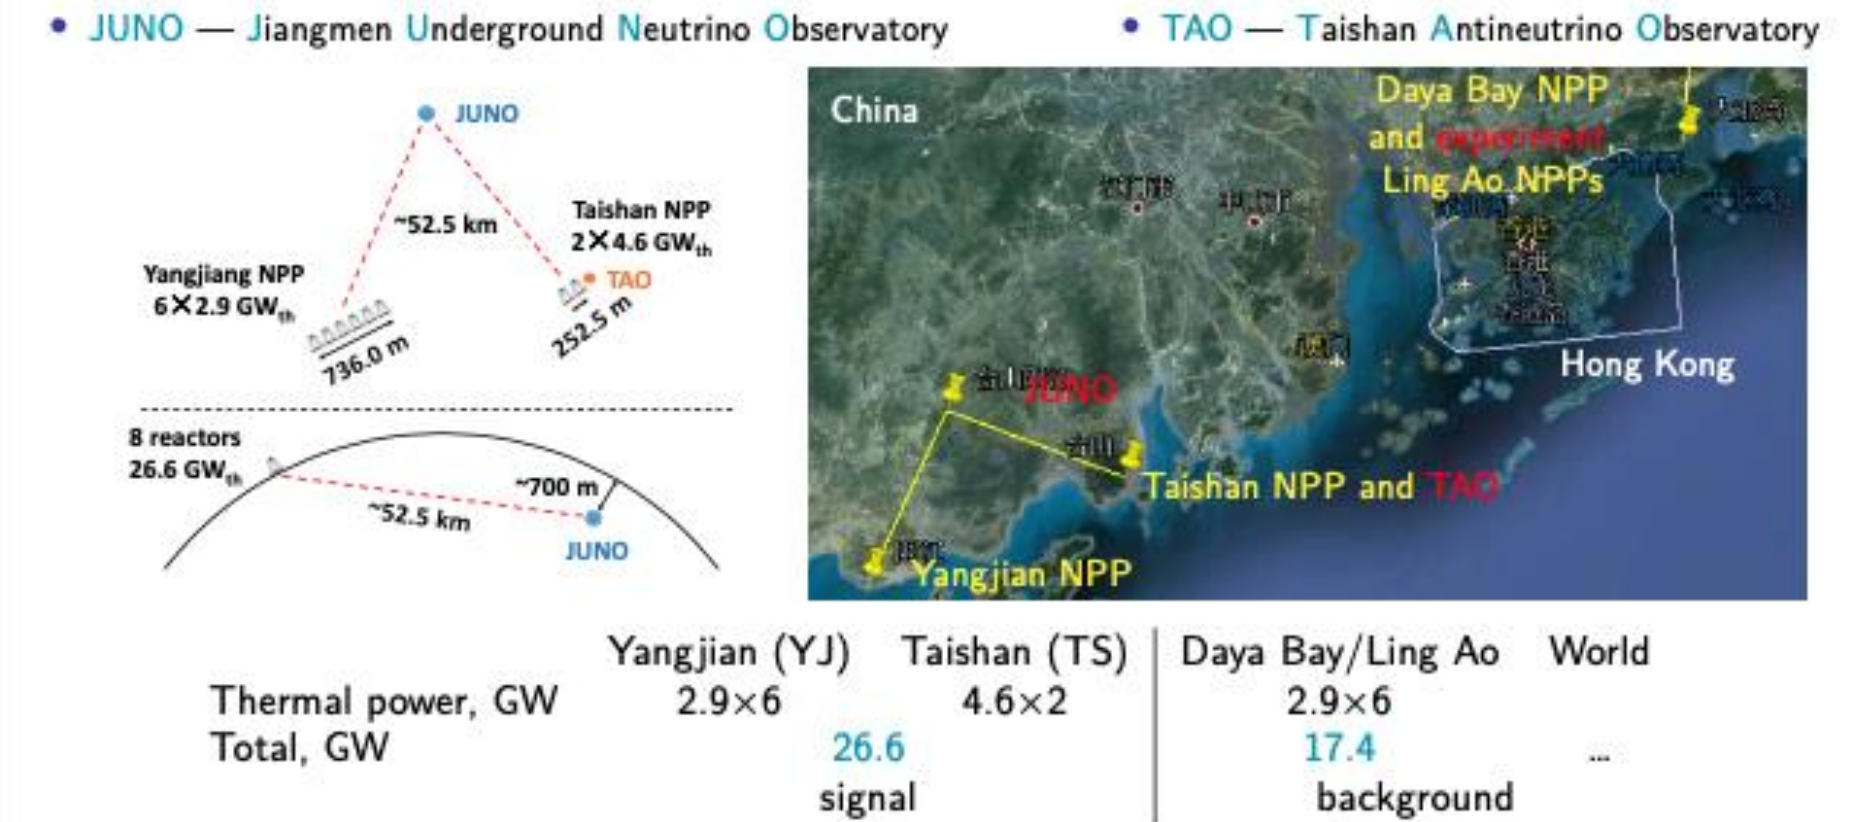 • JUNO — Jiangmen Underground Neutrino Observatory
• TAO — Taishan Antineutrino Observatory
JUNO
~52.5 km
Taishan NPP
2×4.6 GWth
TAO
252.5 m
Yangjiang NPP
6×2.9 GWth
736.0 m
8 reactors
26.6 GWth
~700 m
~52.5 km
JUNO
China
Daya Bay NPP
and experiment,
Ling Ao NPPs
Hong Kong
JUNO
台山
Taishan NPP and TAO
Yangjian NPP
Yangjian (YJ) Taishan (TS) Daya Bay/Ling Ao World
Thermal power, GW 2.9×6 4.6×2 2.9×6
Total, GW 26.6 17.4 ...
signal background